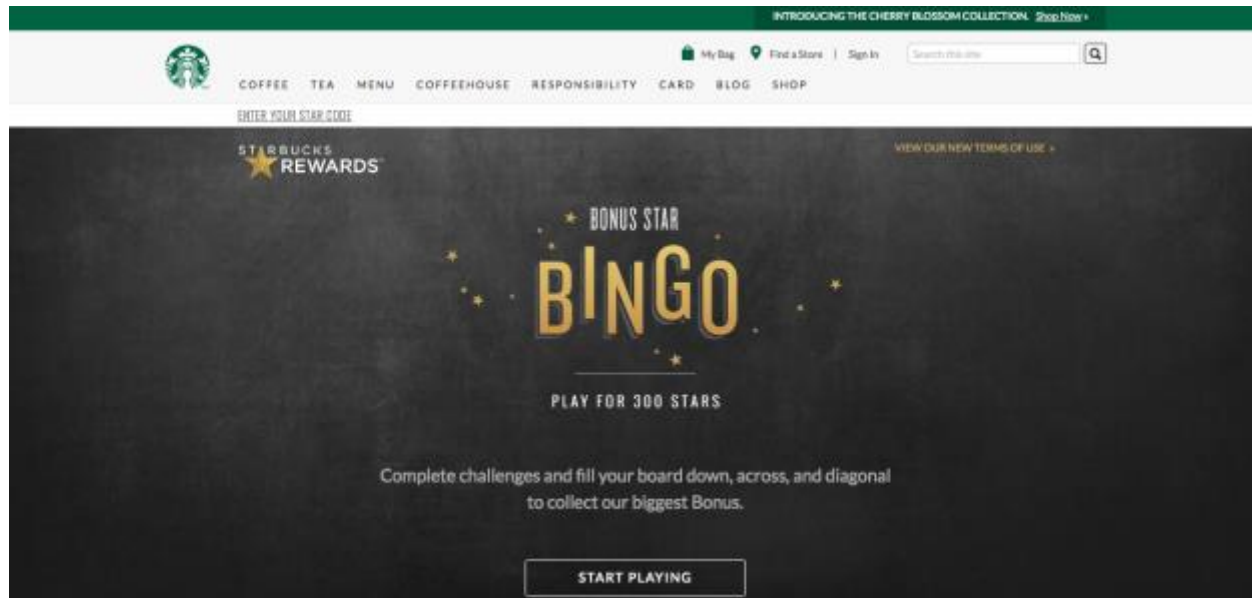 INTRODUCING THE CHERRY BLOSSOM COLLECTION. Shop Now »
My Bag Find a Store | Sign In Search this site
COFFEE TEA MENU COFFEEHOUSE RESPONSIBILITY CARD BLOG SHOP
ENTER YOUR STAR CODE
STARBUCKS
REWARDS
VIEW OUR NEW TERMS OF USE »
BONUS STAR
BINGO
PLAY FOR 300 STARS
Complete challenges and fill your board down, across, and diagonal
to collect our biggest Bonus.
START PLAYING